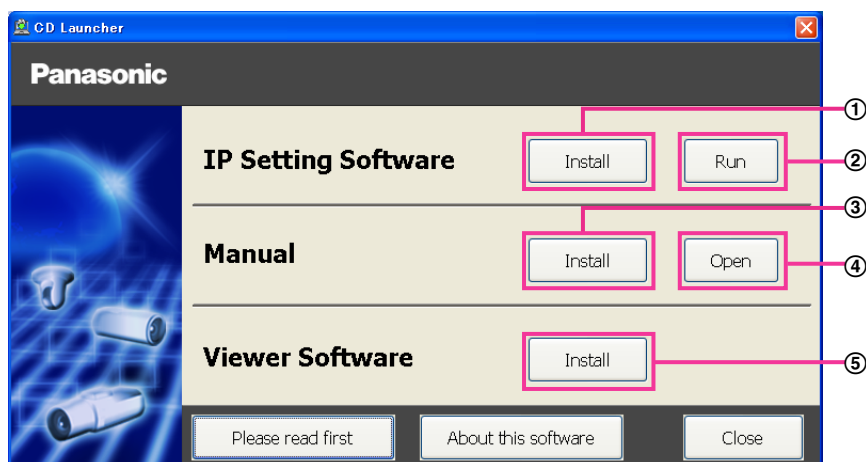 CD Launcher
Panasonic
①
IP Setting Software Install Run ②
③
Manual Install Open ④
Viewer Software Install ⑤
Please read first About this software Close